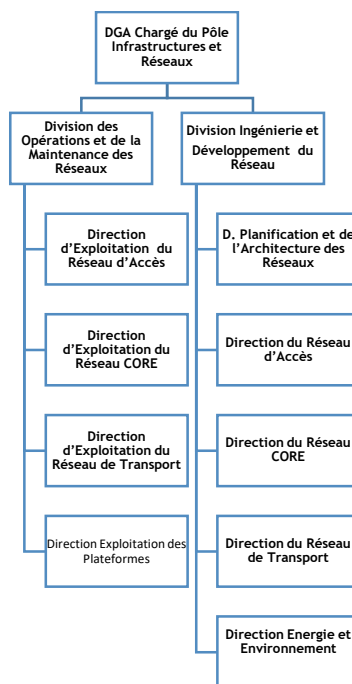 DGA Chargé du Pôle
Infrastructures et
Réseaux
Division des
Opérations et de la
Maintenance des
Réseaux
Division Ingénierie et
Développement du
Réseau
Direction
d'Exploitation du
Réseau d'Accès
D. Planification et de
l'Architecture des
Réseaux
Direction
d'Exploitation du
Réseau CORE
Direction du Réseau
d'Accès
Direction
d'Exploitation du
Réseau de Transport
Direction du Réseau
CORE
Direction Exploitation des
Plateformes
Direction du Réseau
de Transport
Direction Energie et
Environnement